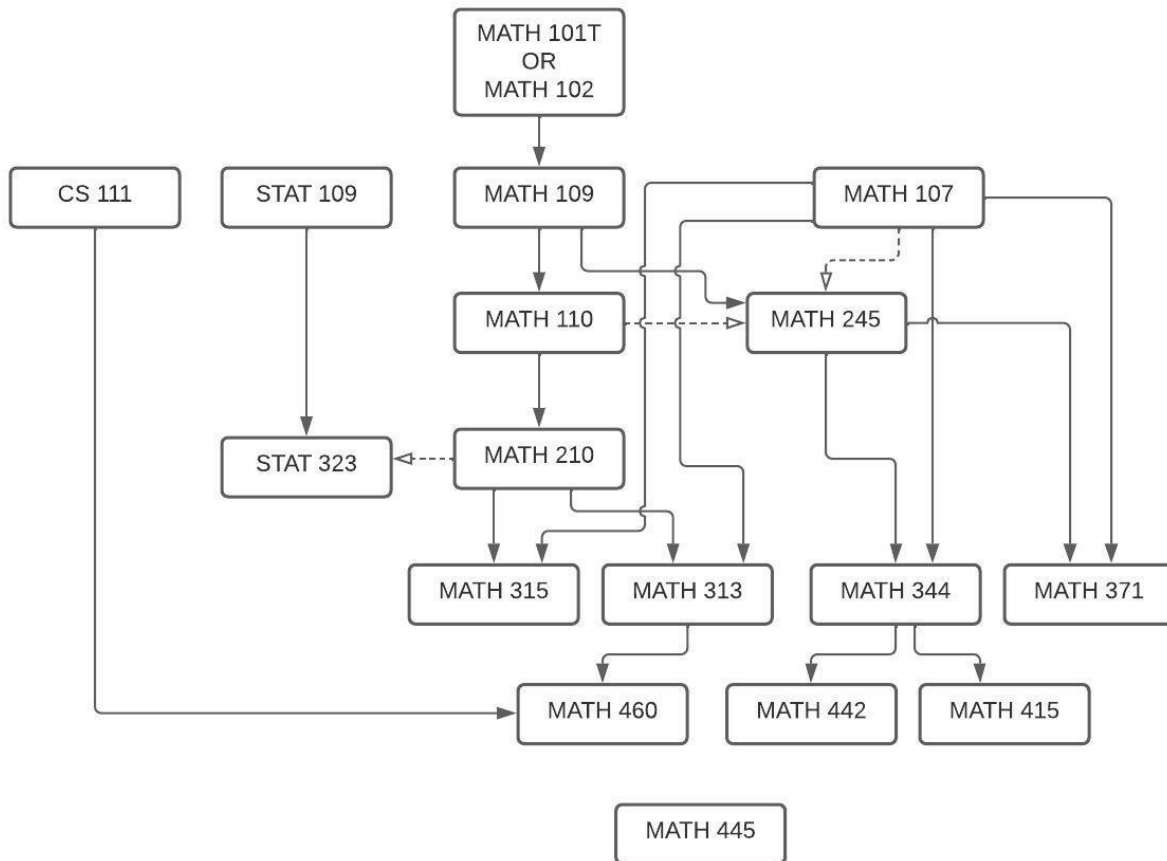 MATH 101T
OR
MATH 102
CS 111
STAT 109
MATH 109
MATH 107
MATH 110
MATH 245
STAT 323
MATH 210
MATH 315
MATH 313
MATH 344
MATH 371
MATH 460
MATH 442
MATH 415
MATH 445